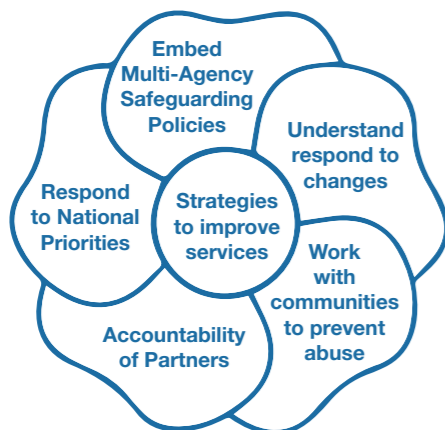 Embed
Multi-Agency
Safeguarding
Policies
Understand
respond to
changes
Respond
to National
Priorities
Strategies
to improve
services
Work
with
communities
to prevent
abuse
Accountability
of Partners